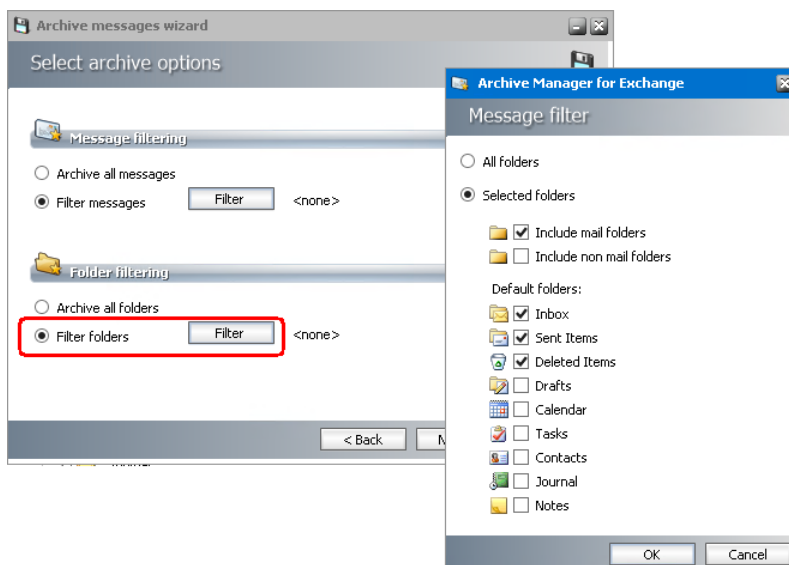 Archive messages wizard
Select archive options
Message filtering
Archive all messages
Filter messages
Filter
<none>
Folder filtering
Archive all folders
Filter folders
Filter
<none>
< Back
Archive Manager for Exchange
Message filter
All folders
Selected folders
Include mail folders
Include non mail folders
Default folders:
Inbox
Sent Items
Deleted Items
Drafts
Calendar
Tasks
Contacts
Journal
Notes
OK
Cancel